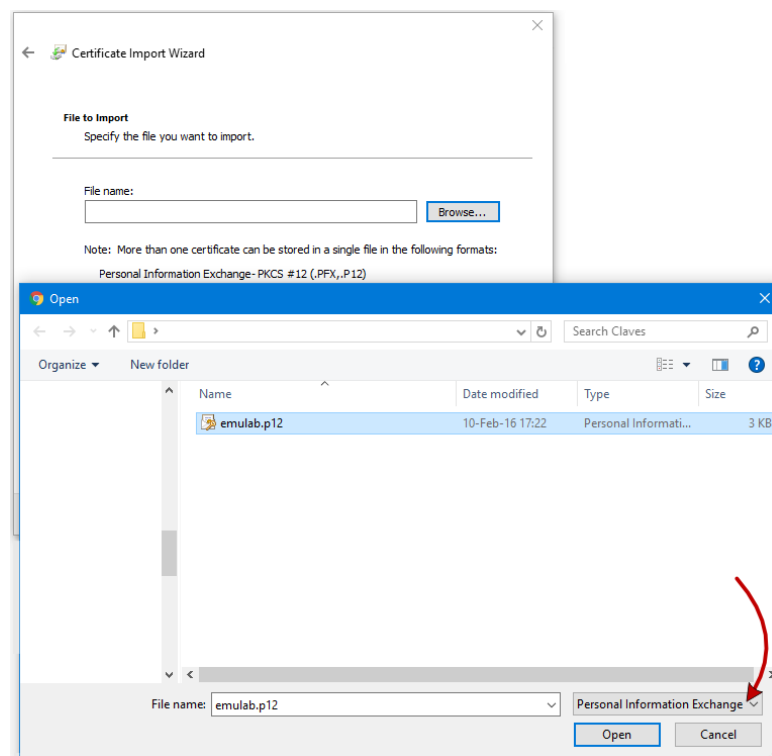 Certificate Import Wizard
File to Import
Specify the file you want to import.
File name:
Browse...
Note: More than one certificate can be stored in a single file in the following formats:
Personal Information Exchange- PKCS #12 (.PFX,.P12)
Open
Search Claves
Organize New folder
Name Date modified Type Size
emulab.p12 10-Feb-16 17:22 Personal Informati... 3 KB
File name: emulab.p12 Personal Information Exchange
Open Cancel